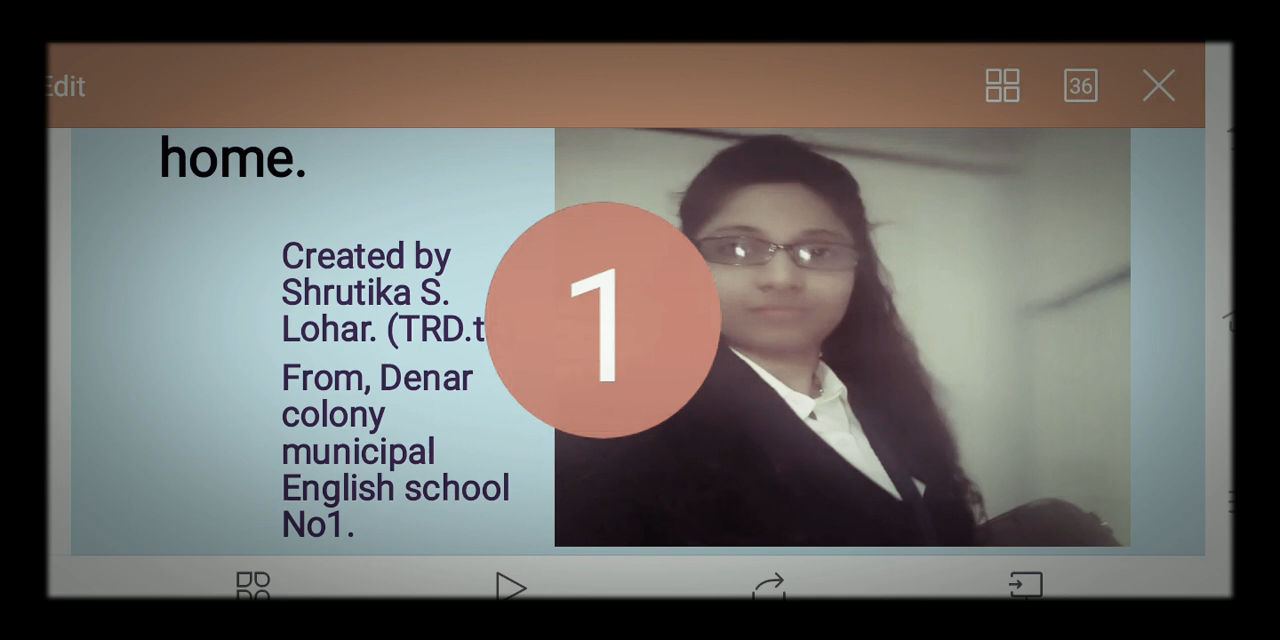 Edit
36
home.
Created by
Shrutika S.
Lohar. (TRD.t
1
From, Denar
colony
municipal
English school
No1.